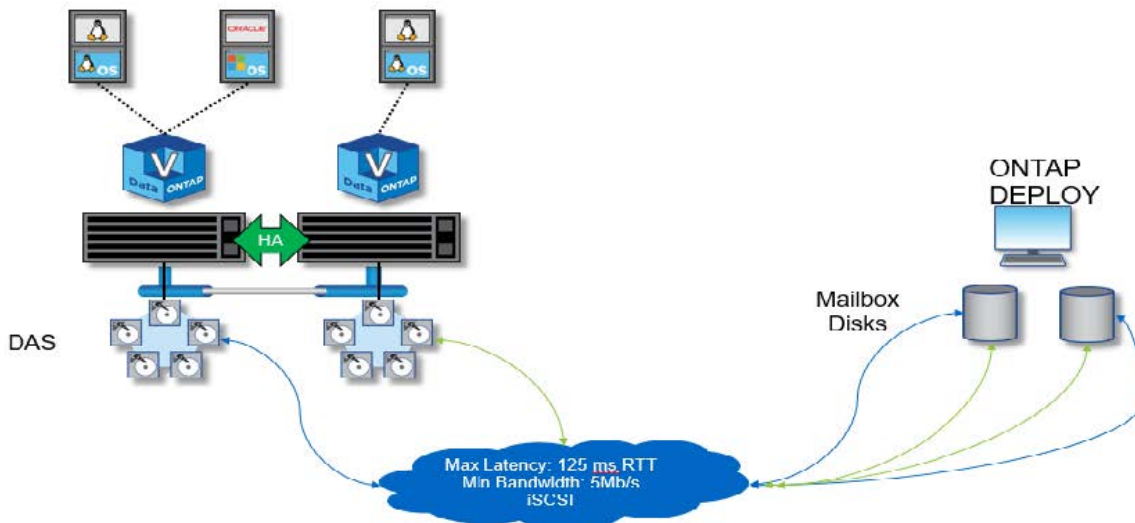 ORACLE
OS
OS
OS
V
Data ONTAP
V
Data ONTAP
HA
ONTAP
DEPLOY
Mailbox
Disks
DAS
Max Latency: 125 ms RTT
Min Bandwidth: 5Mb/s
iSCSI